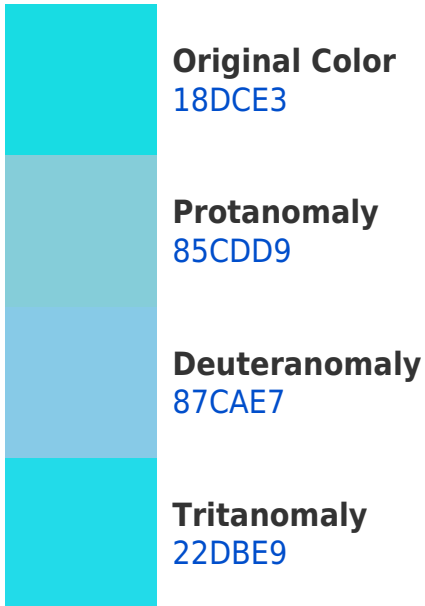 Original Color
18DCE3
Protanomaly
85CDD9
Deuteranomaly
87CAE7
Tritanomaly
22DBE9